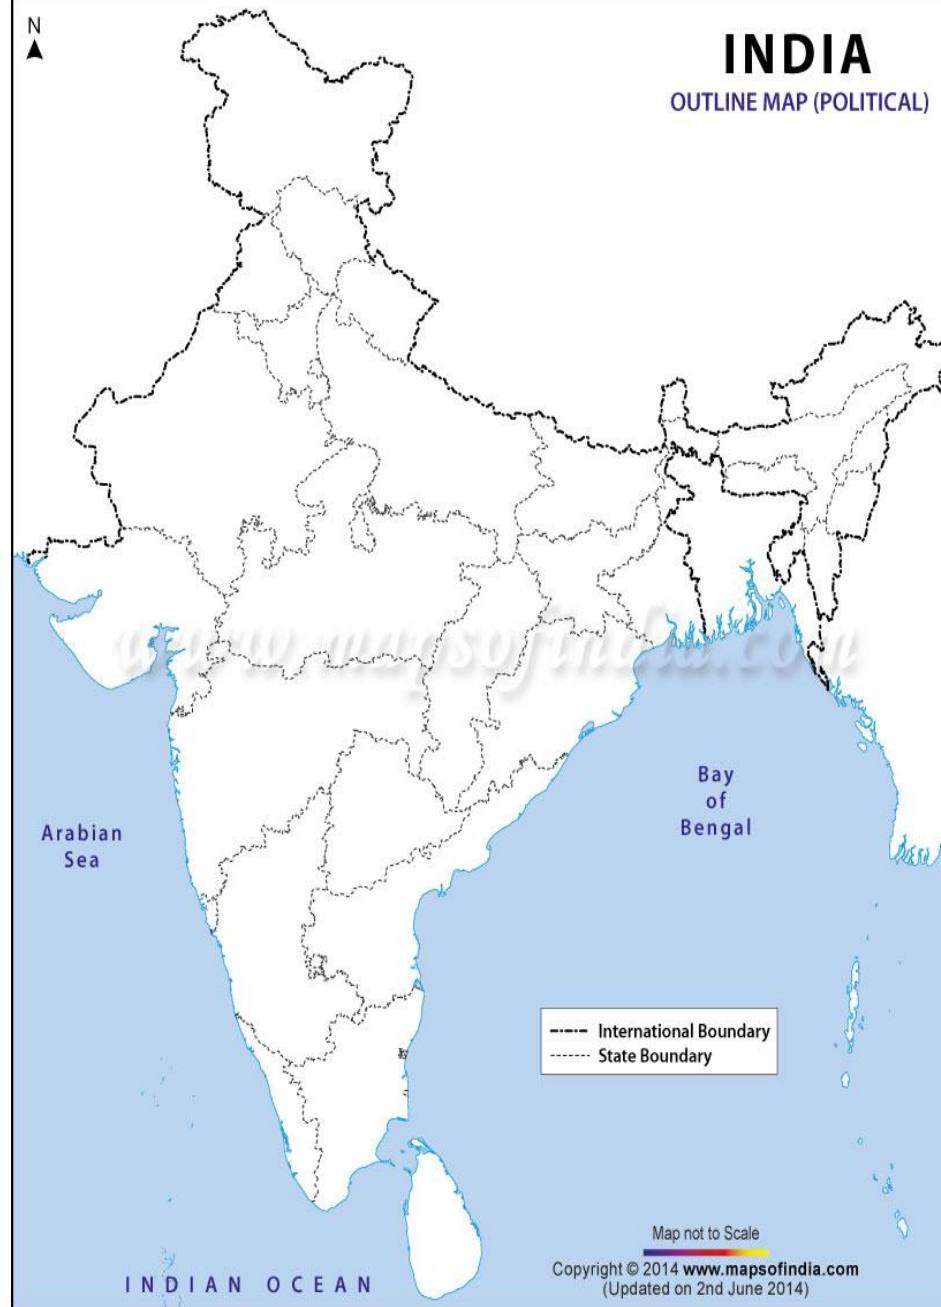 N
INDIA
OUTLINE MAP (POLITICAL)
www.mapsofindia.com
Arabian
Sea
Bay
of
Bengal
International Boundary
State Boundary
Map not to Scale
Copyright © 2014 www.mapsofindia.com
(Updated on 2nd June 2014)
INDIAN OCEAN